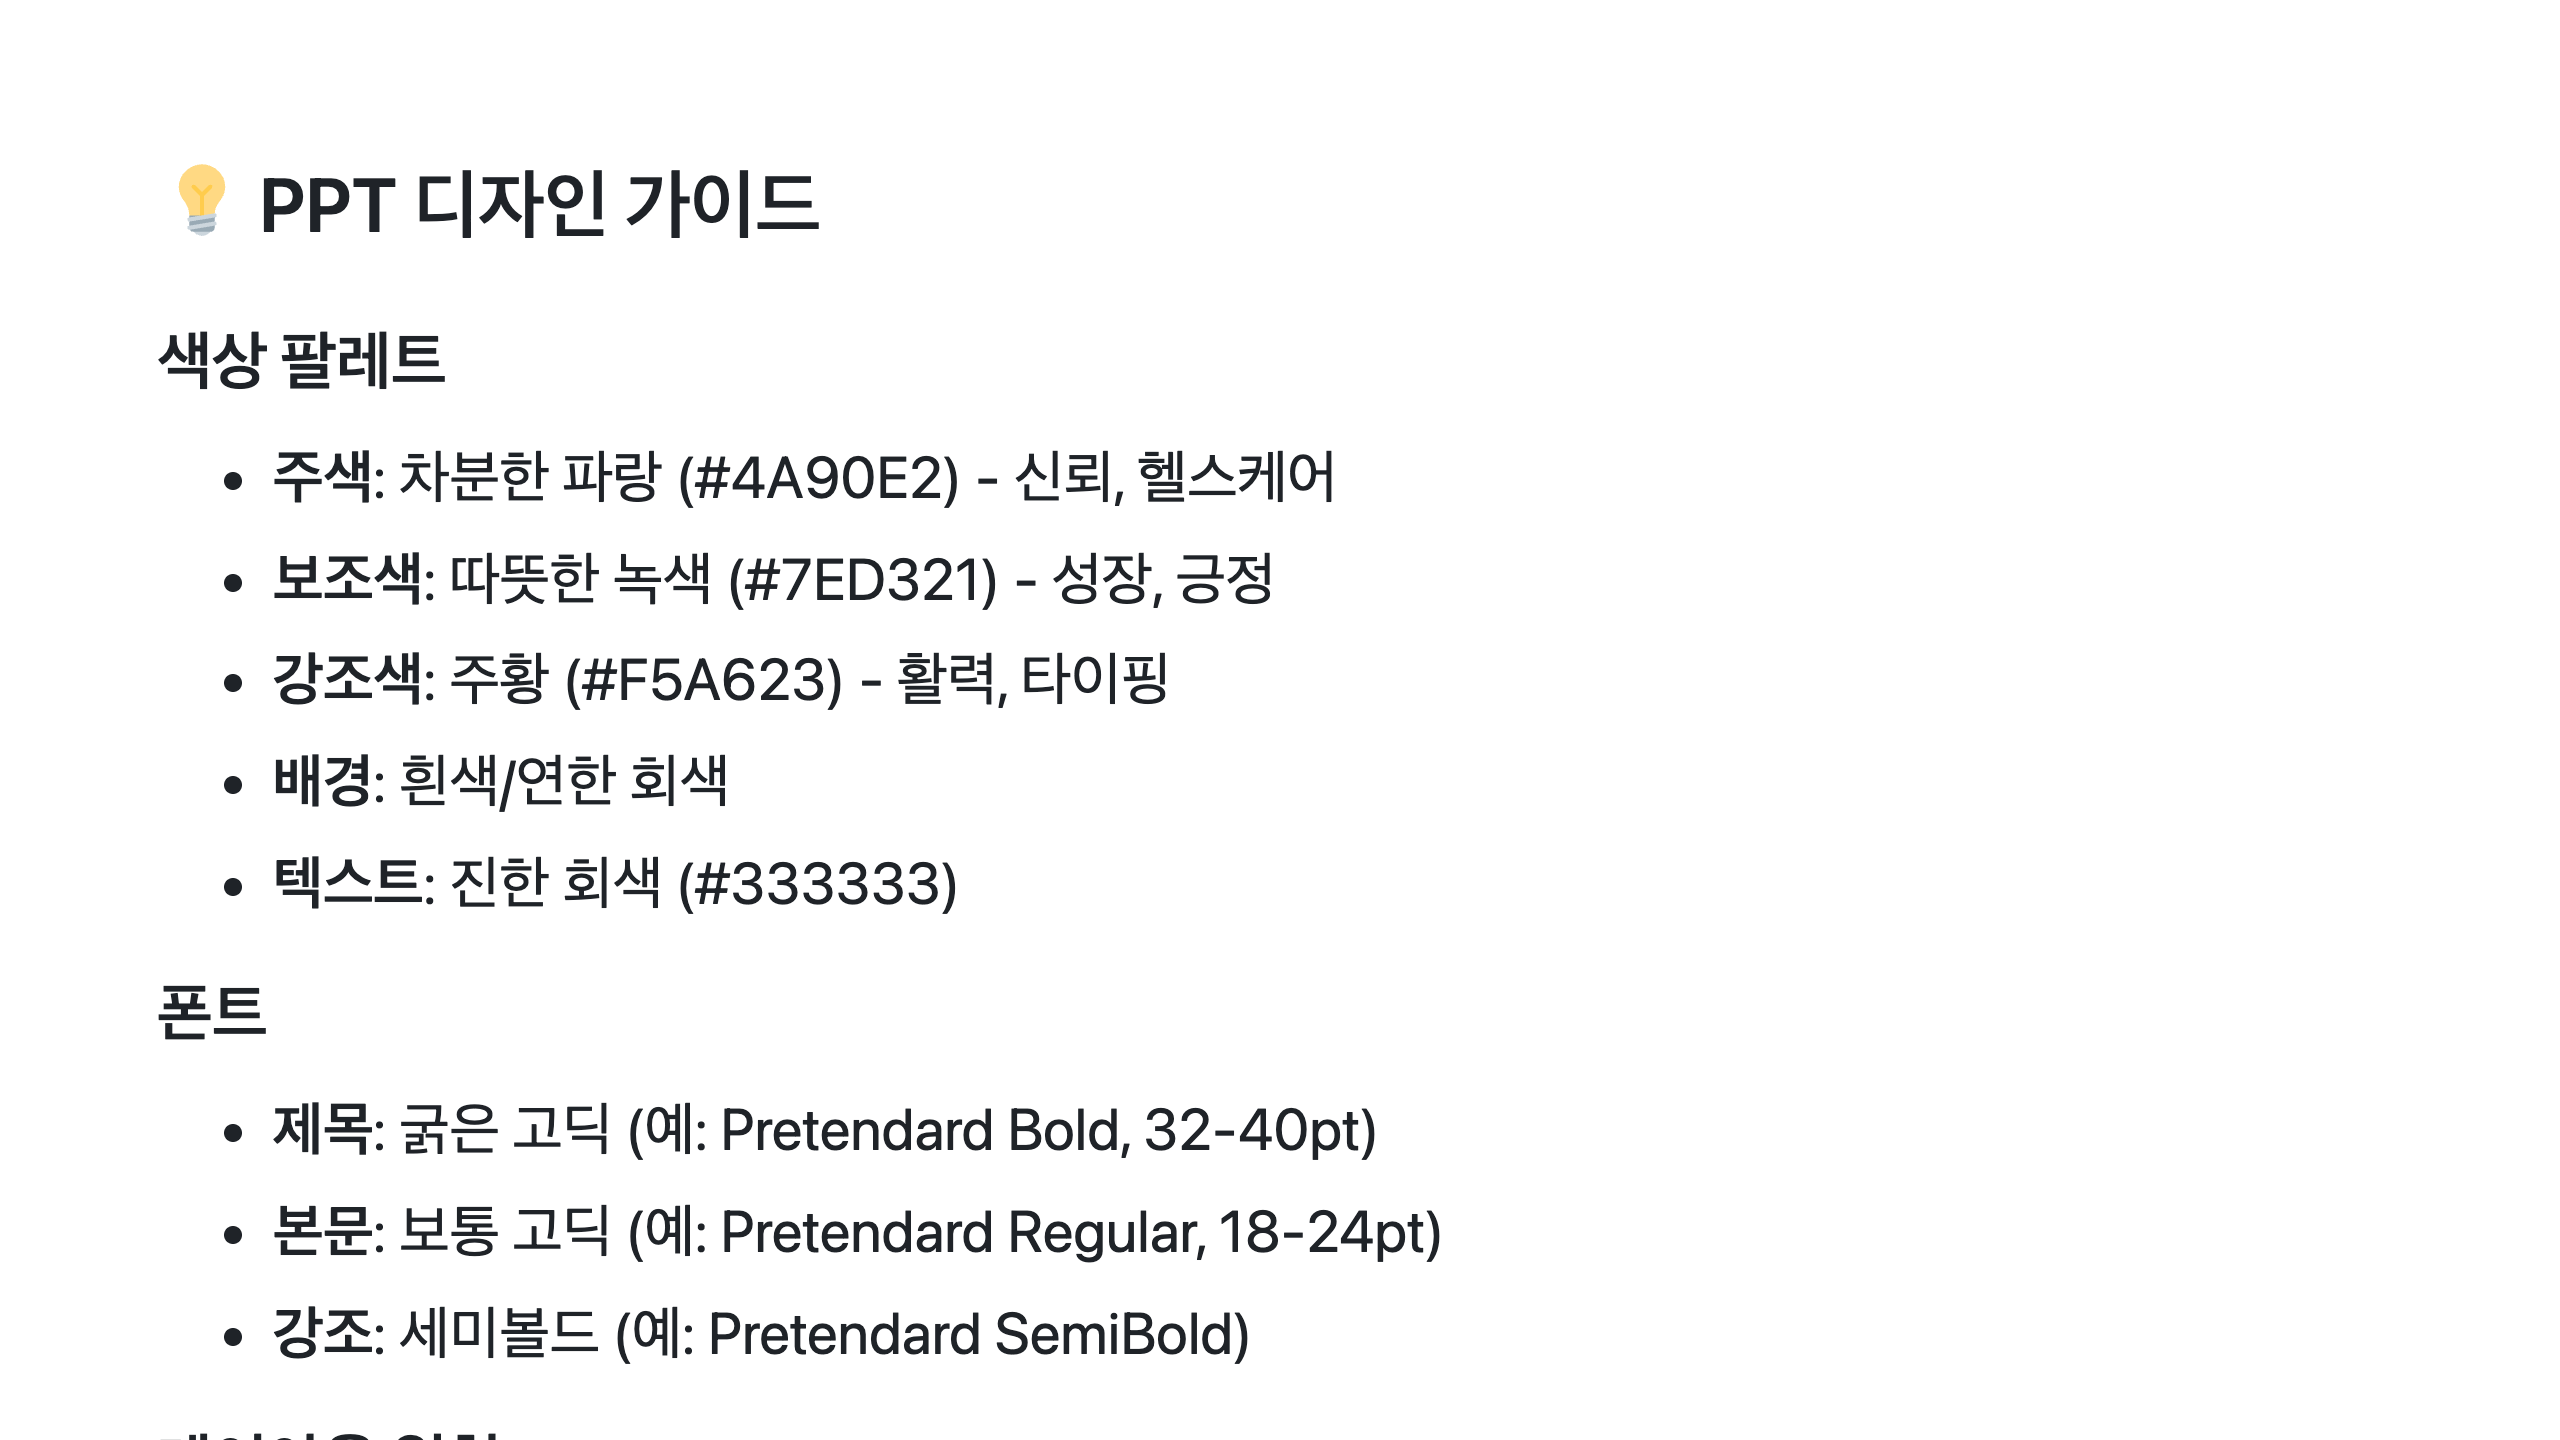 💡 PPT 디자인 가이드
색상 팔레트
• 주색: 차분한 파랑 (#4A90E2) - 신뢰, 헬스케어
• 보조색: 따뜻한 녹색 (#7ED321) - 성장, 긍정
• 강조색: 주황 (#F5A623) - 활력, 타이핑
• 배경: 흰색/연한 회색
• 텍스트: 진한 회색 (#333333)
폰트
• 제목: 굵은 고딕 (예: Pretendard Bold, 32-40pt)
• 본문: 보통 고딕 (예: Pretendard Regular, 18-24pt)
• 강조: 세미볼드 (예: Pretendard SemiBold)